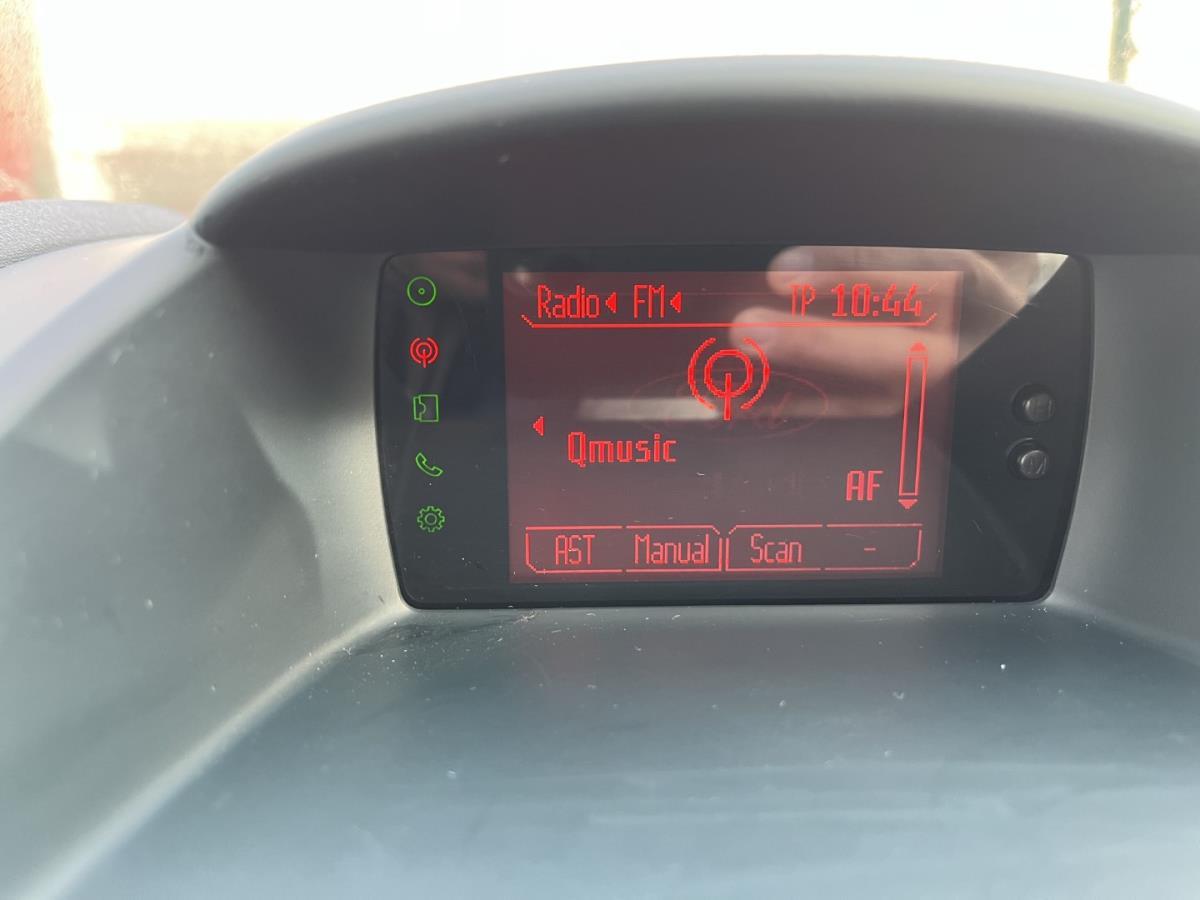 Radio FM TP 10:44
Qmusic
AF
AST Manual Scan -
H
M